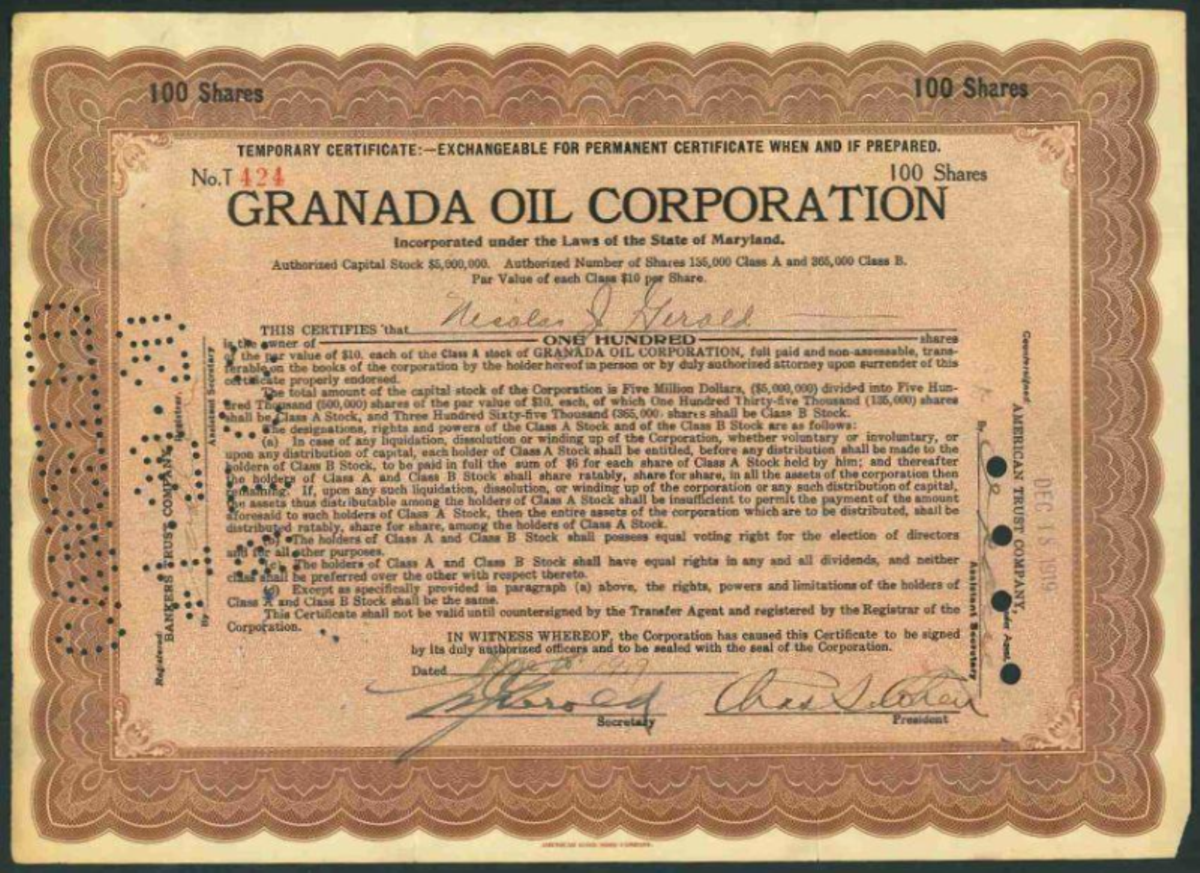 100 Shares 100 Shares
TEMPORARY CERTIFICATE:—EXCHANGEABLE FOR PERMANENT CERTIFICATE WHEN AND IF PREPARED.
No. T 424 100 Shares
GRANADA OIL CORPORATION
Incorporated under the Laws of the State of Maryland.
Authorized Capital Stock $5,000,000. Authorized Number of Shares 135,000 Class A and 365,000 Class B.
Par Value of each Class $10 per Share.
THIS CERTIFIES that Nicolas J Gerold
is the owner of ONE HUNDRED shares
of the par value of $10, each of the Class A stock of GRANADA OIL CORPORATION, full paid and non-assessable, trans-
ferable on the books of the corporation by the holder hereof in person or by duly authorized attorney upon surrender of this
certificate properly endorsed.
The total amount of the capital stock of the Corporation is Five Million Dollars, ($5,000,000) divided into Five Hun-
dred Thousand (500,000) shares of the par value of $10, each, of which One Hundred Thirty-five Thousand (135,000) shares
shall be Class A Stock, and Three Hundred Sixty-five Thousand (365,000) shares shall be Class B Stock.
The designations, rights and powers of the Class A Stock and of the Class B Stock are as follows:
(a) In case of any liquidation, dissolution or winding up of the Corporation, whether voluntary or involuntary, or
upon any distribution of capital, each holder of Class A Stock shall be entitled, before any distribution shall be made to the
holders of Class B Stock, to be paid in full the sum of $6 for each share of Class A Stock held by him; and thereafter
the holders of Class A and Class B Stock shall share ratably, share for share, in all the assets of the corporation then
remaining. If, upon any such liquidation, dissolution, or winding up of the corporation or any such distribution of capital,
the assets thus distributable among the holders of Class A Stock shall be insufficient to permit the payment of the amount
aforesaid to such holders of Class A Stock, then the entire assets of the corporation which are to be distributed, shall be
distributed ratably, share for share, among the holders of Class A Stock.
(b) The holders of Class A and Class B Stock shall possess equal voting right for the election of directors
and for all other purposes.
(c) The holders of Class A and Class B Stock shall have equal rights in any and all dividends, and neither
class shall be preferred over the other with respect thereto.
(d) Except as specifically provided in paragraph (a) above, the rights, powers and limitations of the holders of
Class A and Class B Stock shall be the same.
This Certificate shall not be valid until countersigned by the Transfer Agent and registered by the Registrar of the
Corporation.
IN WITNESS WHEREOF, the Corporation has caused this Certificate to be signed
by its duly authorized officers and to be sealed with the seal of the Corporation.
Dated 1919
Secretary
President
Registered:
BANKERS TRUST COMPANY,
Registrar.
By
Assistant Secretary
Countersigned
AMERICAN TRUST COMPANY,
Transfer Agent
By
Assistant Secretary
DEC 1919